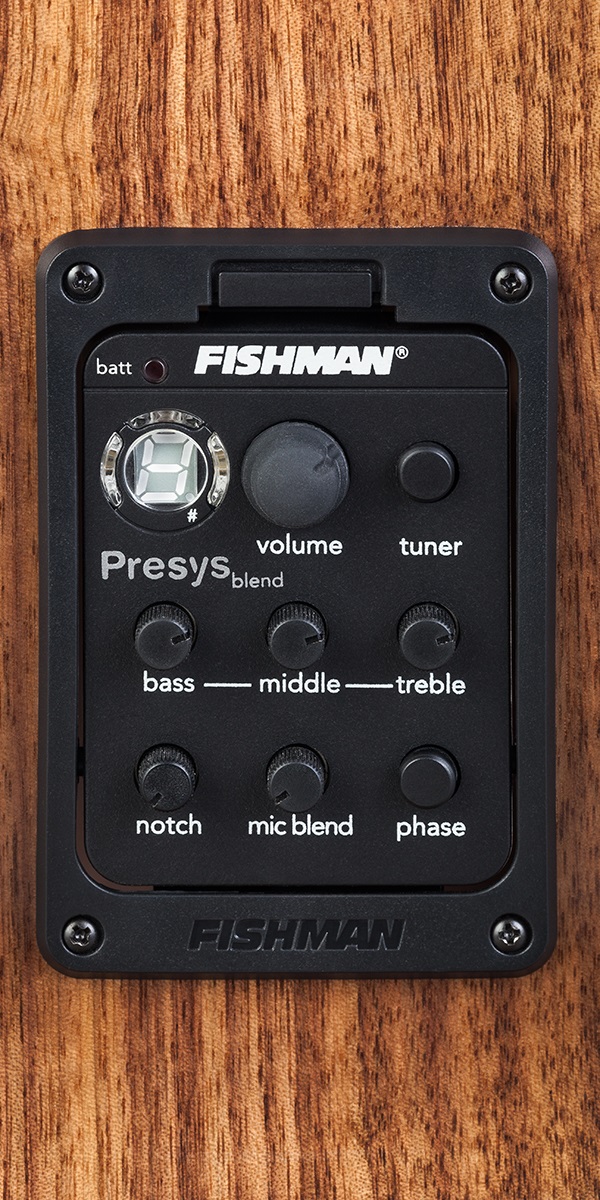 batt FISHMAN®
#
volume tuner
Presys blend
bass middle treble
notch mic blend phase
FISHMAN